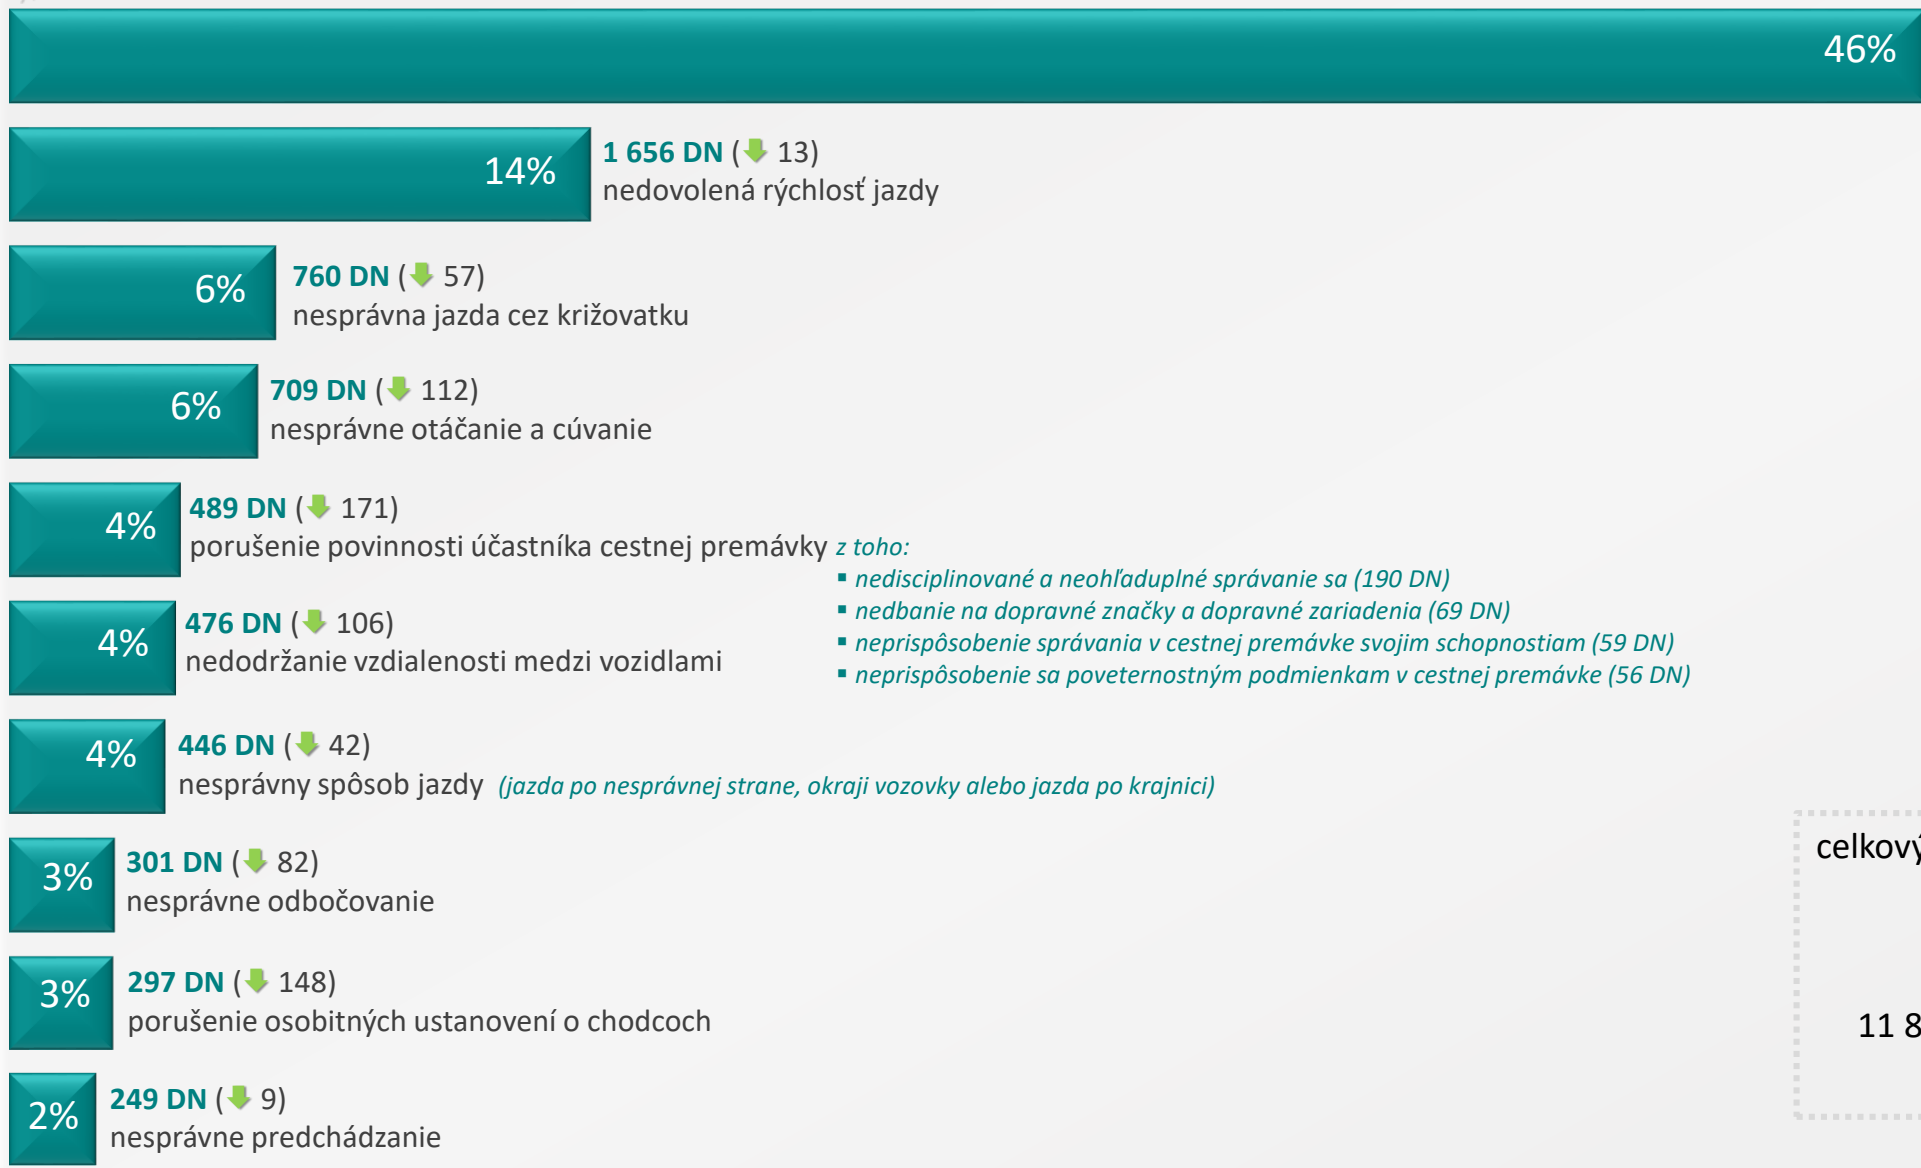 46%
14%
1 656 DN ( 13)
nedovolená rýchlosť jazdy
6%
760 DN ( 57)
nesprávna jazda cez križovatku
6%
709 DN ( 112)
nesprávne otáčanie a cúvanie
4%
489 DN ( 171)
porušenie povinnosti účastníka cestnej premávky z toho:
▪ nedisciplinované a neohľaduplné správanie sa (190 DN)
▪ nedbanie na dopravné značky a dopravné zariadenia (69 DN)
▪ neprispôsobenie správania v cestnej premávke svojim schopnostiam (59 DN)
▪ neprispôsobenie sa poveternostným podmienkam v cestnej premávke (56 DN)
4%
476 DN ( 106)
nedodržanie vzdialenosti medzi vozidlami
4%
446 DN ( 42)
nesprávny spôsob jazdy (jazda po nesprávnej strane, okraji vozovky alebo jazda po krajnici)
3%
301 DN ( 82)
nesprávne odbočovanie
3%
297 DN ( 148)
porušenie osobitných ustanovení o chodcoch
2%
249 DN ( 9)
nesprávne predchádzanie
celkový
11 8